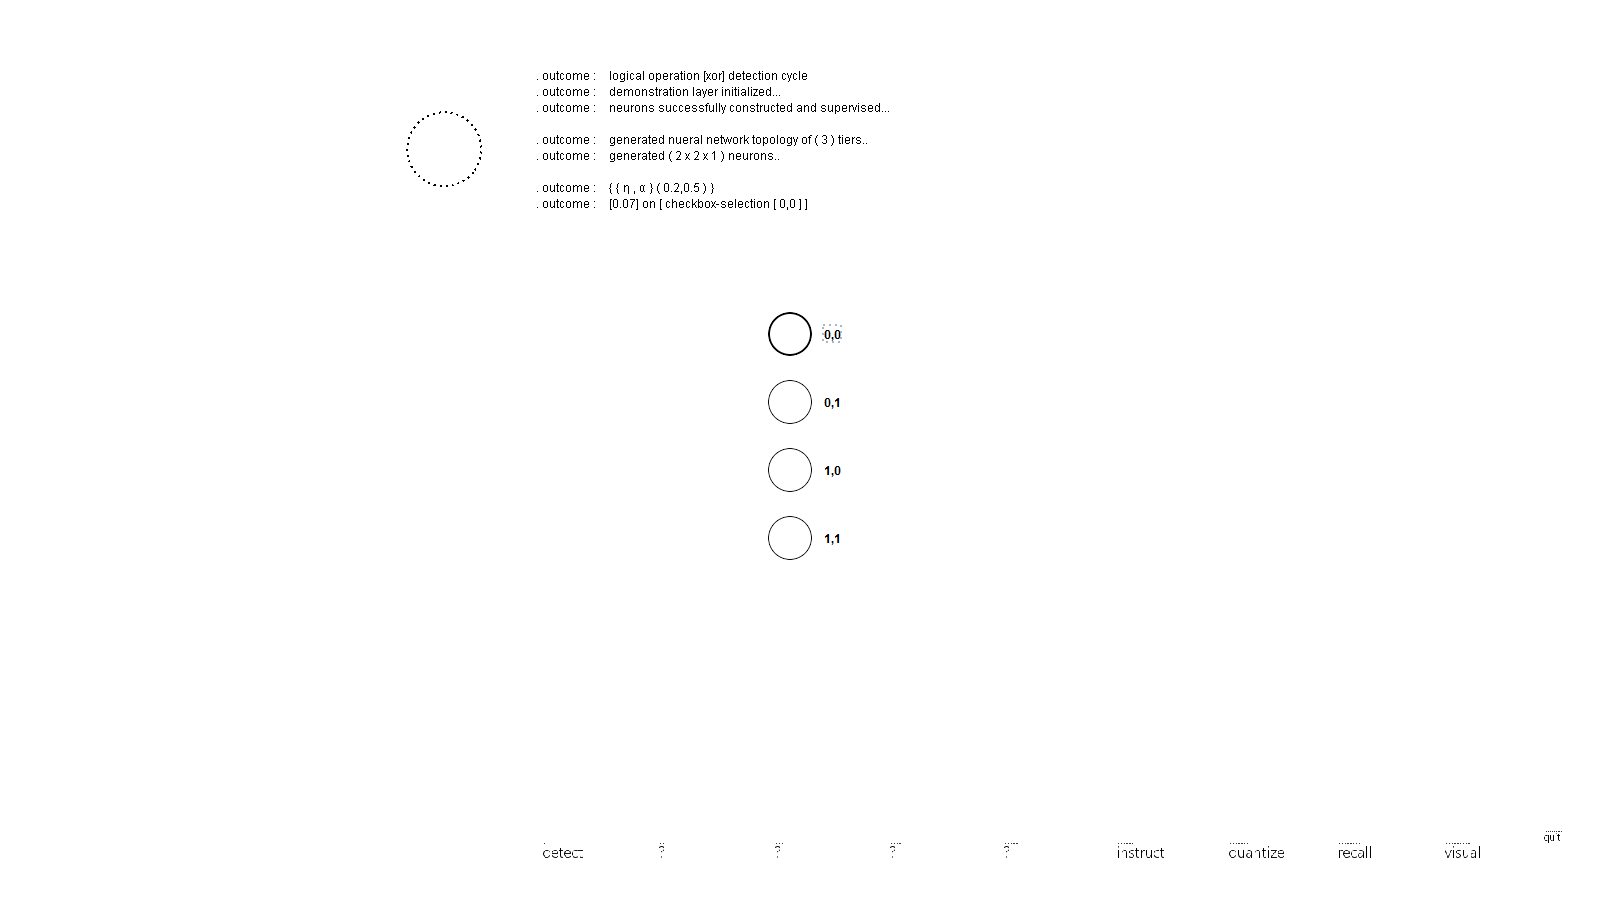 . outcome : logical operation [xor] detection cycle
. outcome : demonstration layer initialized...
. outcome : neurons successfully constructed and supervised...
. outcome : generated nueral network topology of ( 3 ) tiers..
. outcome : generated ( 2 x 2 x 1 ) neurons..
. outcome : { { η , α } ( 0.2,0.5 ) }
. outcome : [0.07] on [ checkbox-selection [ 0,0 ] ]
0,0
0,1
1,0
1,1
quit
detect instruct quantize recall visual